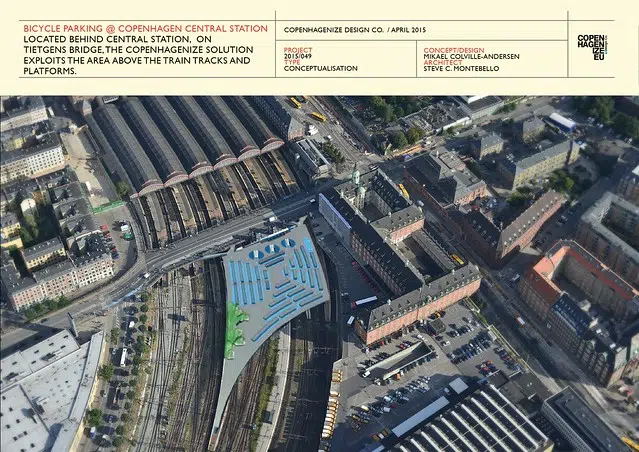 BICYCLE PARKING @ COPENHAGEN CENTRAL STATION
LOCATED BEHIND CENTRAL STATION, ON
TIETGENS BRIDGE, THE COPENHAGENIZE SOLUTION
EXPLOITS THE AREA ABOVE THE TRAIN TRACKS AND
PLATFORMS.
COPENHAGENIZE DESIGN CO. / APRIL 2015
PROJECT
2015/049
TYPE
CONCEPTUALISATION
CONCEPT/DESIGN
MIKAEL COLVILLE-ANDERSEN
ARCHITECT
STEVE C. MONTEBELLO
COPEN
HAGEN
IZE
EU